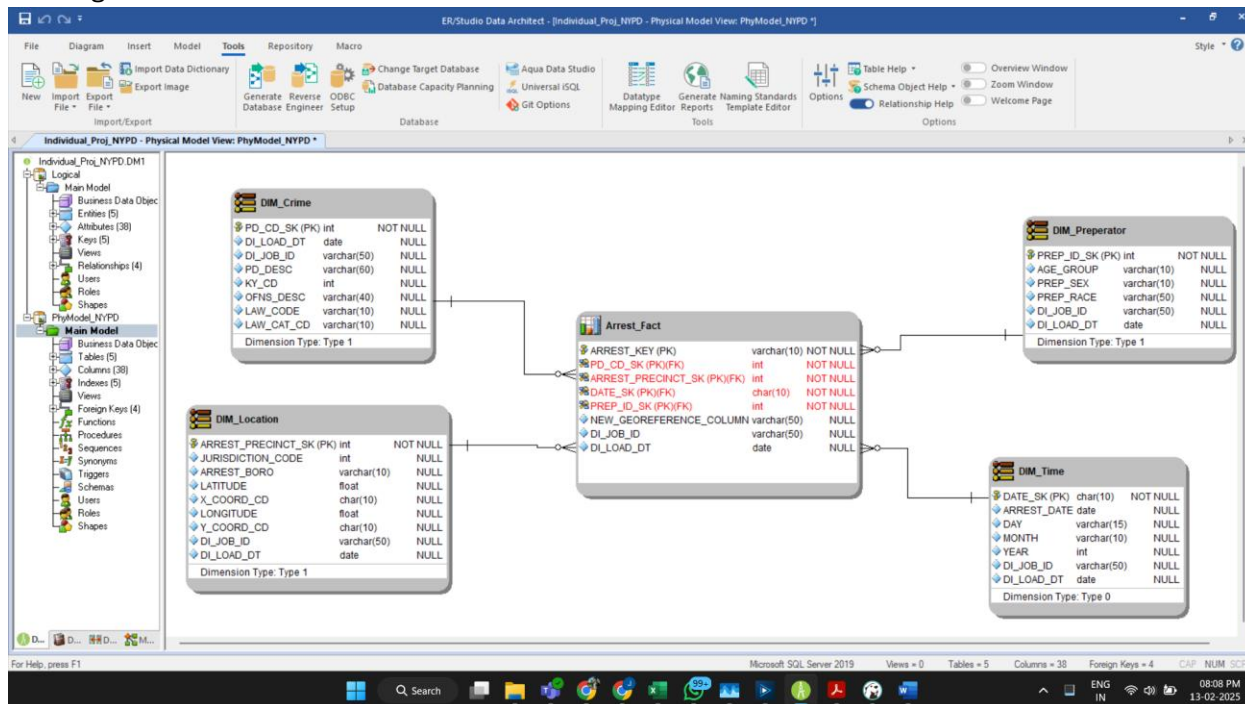 ER/Studio Data Architect - [Individual_Proj_NYPD - Physical Model View: PhyModel_NYPD *]
File Diagram Insert Model Tools Repository Macro Style
New
Import File
Export File
Import Data Dictionary
Export Image
Import/Export
Generate Database
Reverse Engineer
ODBC Setup
Change Target Database
Database Capacity Planning
Aqua Data Studio
Universal ISQL
Git Options
Database
Datatype Mapping Editor
Generate Reports
Naming Standards Template Editor
Tools
Options
Table Help
Schema Object Help
Relationship Help
Overview Window
Zoom Window
Welcome Page
Options
Individual_Proj_NYPD - Physical Model View: PhyModel_NYPD *
Individual_Proj_NYPD.DM1
Logical
Main Model
Business Data Objec
Entities (5)
Attributes (38)
Keys (5)
Views
Relationships (4)
Users
Roles
Shapes
PhyModel_NYPD
Main Model
Business Data Objec
Tables (5)
Columns (38)
Indexes (5)
Views
Foreign Keys (4)
Functions
Procedures
Sequences
Synonyms
Triggers
Schemas
Users
Roles
Shapes
D... D... D... M...
DIM_Crime
PD_CD_SK (PK) int NOT NULL
DI_LOAD_DT date NULL
DI_JOB_ID varchar(50) NULL
PD_DESC varchar(60) NULL
KY_CD int NULL
OFNS_DESC varchar(40) NULL
LAW_CODE varchar(10) NULL
LAW_CAT_CD varchar(10) NULL
Dimension Type: Type 1
DIM_Location
ARREST_PRECINCT_SK (PK) int NOT NULL
JURISDICTION_CODE int NULL
ARREST_BORO varchar(10) NULL
LATITUDE float NULL
X_COORD_CD char(10) NULL
LONGITUDE float NULL
Y_COORD_CD char(10) NULL
DI_JOB_ID varchar(50) NULL
DI_LOAD_DT date NULL
Dimension Type: Type 1
Arrest_Fact
ARREST_KEY (PK) varchar(10) NOT NULL
PD_CD_SK (PK)(FK) int NOT NULL
ARREST_PRECINCT_SK (PK)(FK) int NOT NULL
DATE_SK (PK)(FK) char(10) NOT NULL
PREP_ID_SK (PK)(FK) int NOT NULL
NEW_GEOREFERENCE_COLUMN varchar(50) NULL
DI_JOB_ID varchar(50) NULL
DI_LOAD_DT date NULL
DIM_Preperator
PREP_ID_SK (PK) int NOT NULL
AGE_GROUP varchar(10) NULL
PREP_SEX varchar(10) NULL
PREP_RACE varchar(50) NULL
DI_JOB_ID varchar(50) NULL
DI_LOAD_DT date NULL
Dimension Type: Type 1
DIM_Time
DATE_SK (PK) char(10) NOT NULL
ARREST_DATE date NULL
DAY varchar(15) NULL
MONTH varchar(10) NULL
YEAR int NULL
DI_JOB_ID varchar(50) NULL
DI_LOAD_DT date NULL
Dimension Type: Type 0
For Help, press F1 Microsoft SQL Server 2019 Views = 0 Tables = 5 Columns = 38 Foreign Keys = 4 CAP NUM SCR
Search 99+ ENG IN 08:08 PM 13-02-2025